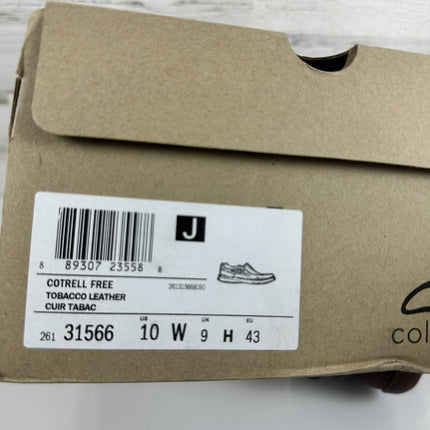 J
8 89307 23558 8
COTRELL FREE
TOBACCO LEATHER
CUIR TABAC
US UK EU
261 31566 10 W 9 H 43
col